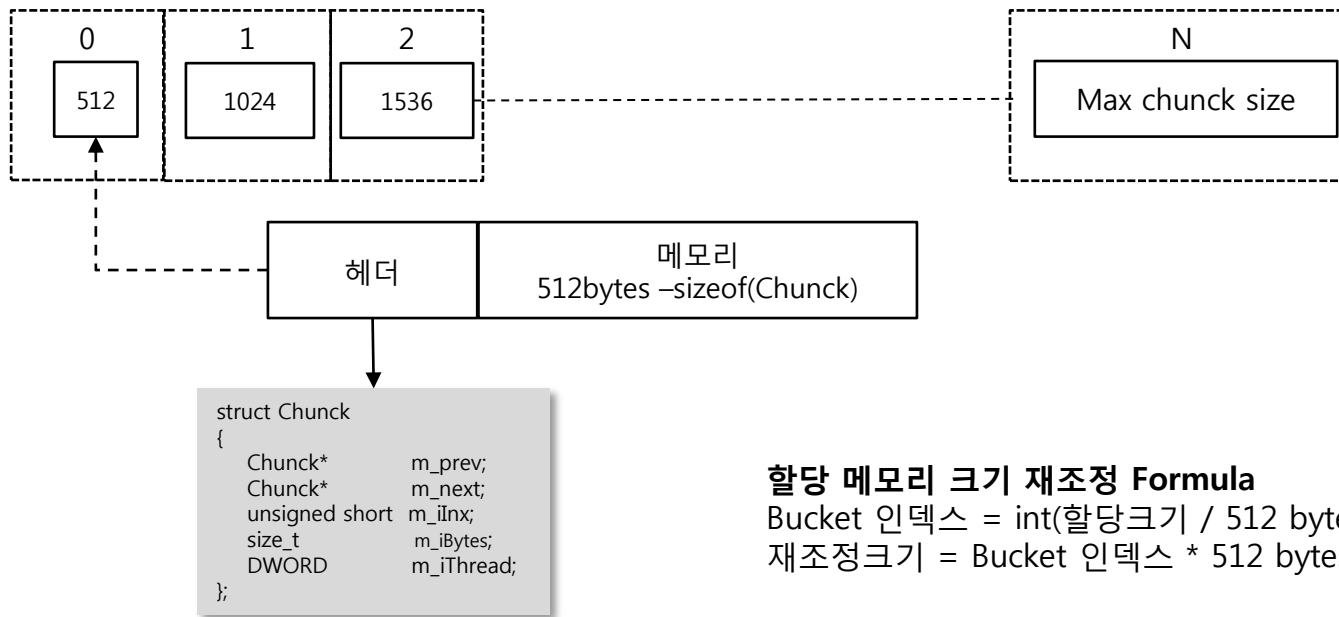 0
1
2
N
512
1024
1536
Max chunck size
헤더
메모리
512bytes –sizeof(Chunck)
struct Chunck
{
Chunck* m_prev;
Chunck* m_next;
unsigned short m_iInx;
size_t m_iBytes;
DWORD m_iThread;
};
할당 메모리 크기 재조정 Formula
Bucket 인덱스 = int(할당크기 / 512
재조정크기 = Bucket 인덱스 * 512